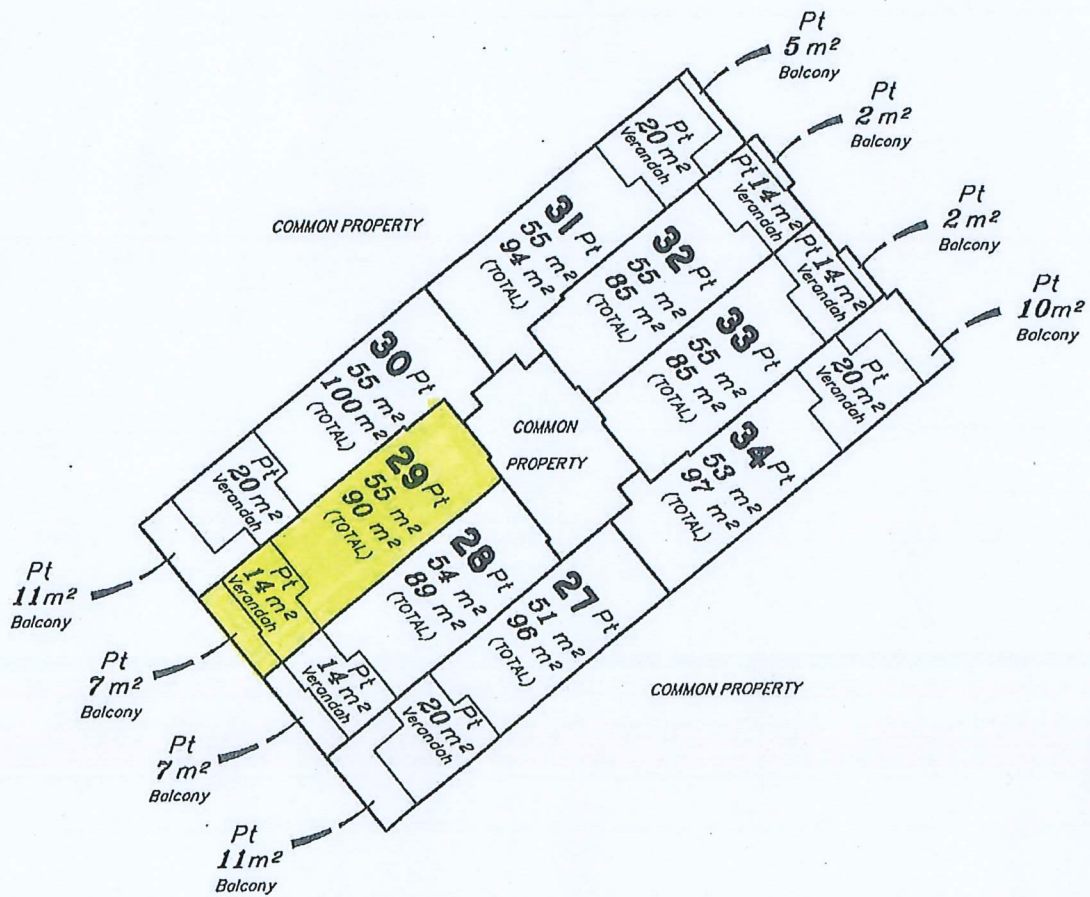 Pt
5 m²
Balcony
Pt
2 m²
Balcony
Pt
2 m²
Balcony
Pt
10 m²
Balcony
COMMON PROPERTY
Pt
20 m²
Verandah
31 Pt
55 m²
94 m²
(TOTAL)
Pt 14 m²
Verandah
32 Pt
55 m²
85 m²
(TOTAL)
Pt 14 m²
Verandah
33 Pt
55 m²
85 m²
(TOTAL)
Pt
20 m²
Verandah
34 Pt
53 m²
97 m²
(TOTAL)
30 Pt
55 m²
100 m²
(TOTAL)
Pt
20 m²
Verandah
COMMON
PROPERTY
29 Pt
55 m²
90 m²
(TOTAL)
Pt
14 m²
Verandah
28 Pt
54 m²
89 m²
(TOTAL)
Pt
14 m²
Verandah
27 Pt
51 m²
96 m²
(TOTAL)
Pt
20 m²
Verandah
COMMON PROPERTY
Pt
11 m²
Balcony
Pt
7 m²
Balcony
Pt
7 m²
Balcony
Pt
11 m²
Balcony